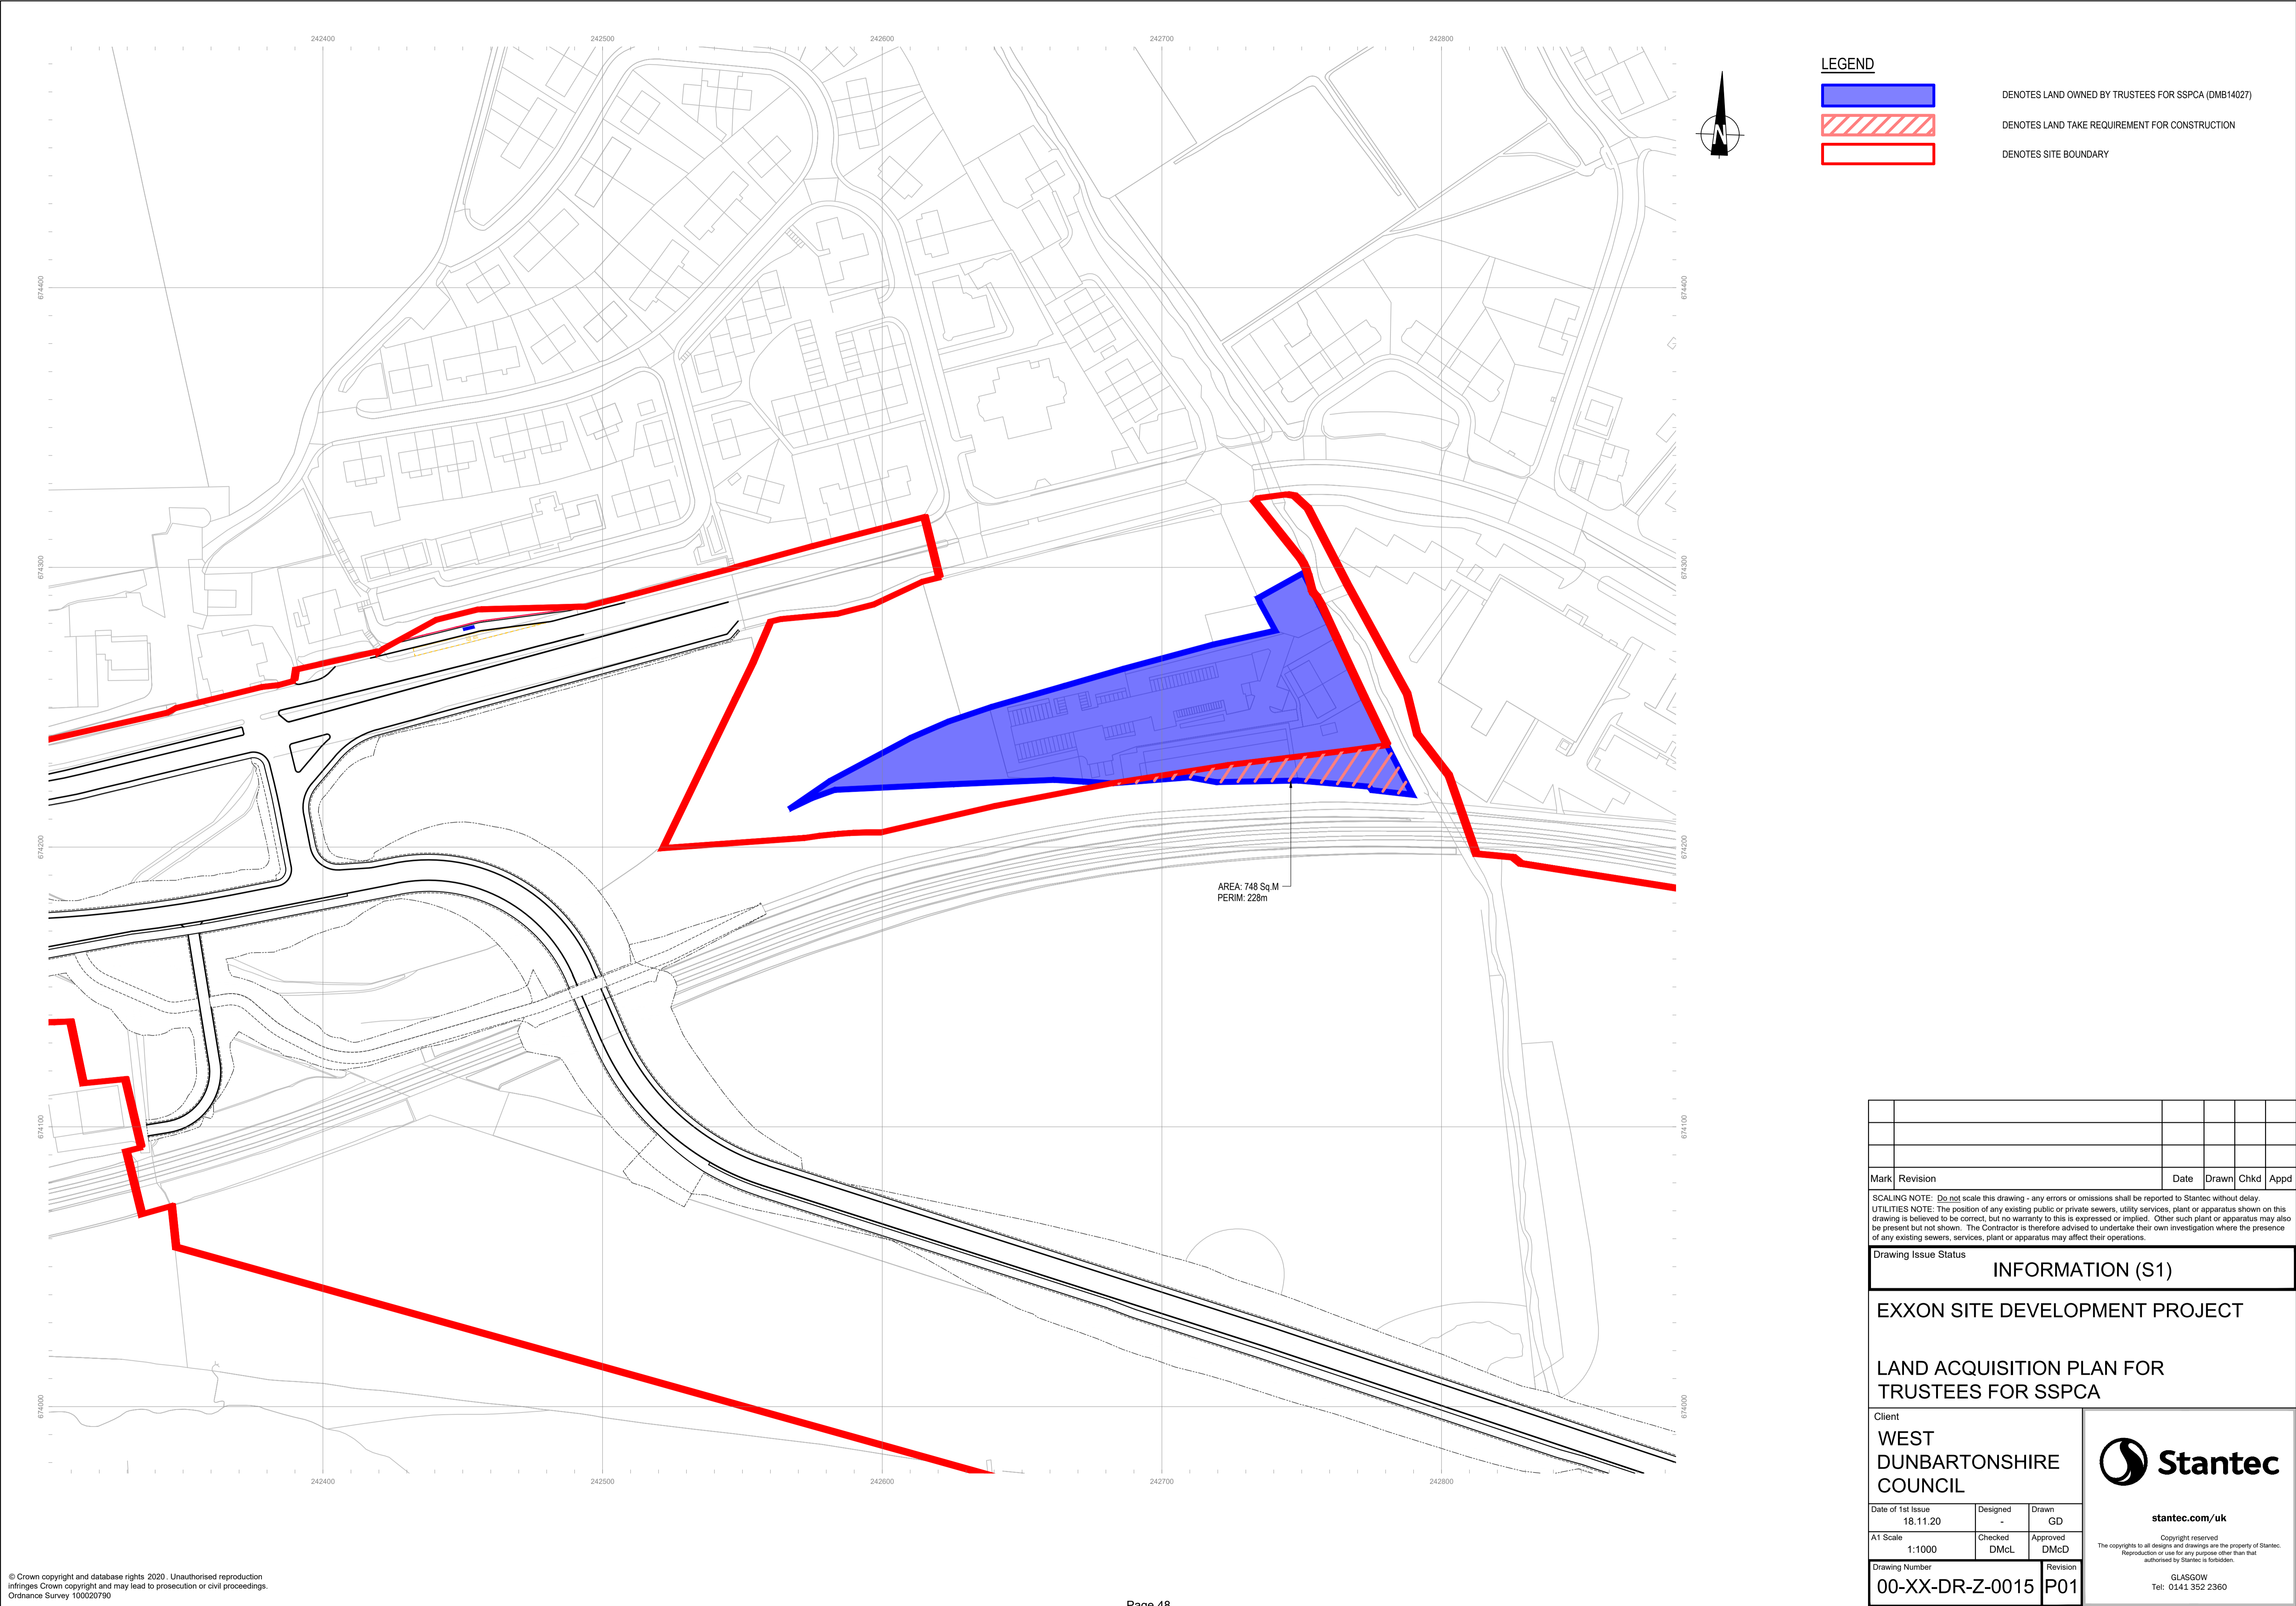 242400
242500
242600
242700
242800
674400
674300
674200
674100
674000
674400
674300
674200
674100
674000
242400
242500
242600
242700
242800
N
LEGEND
DENOTES LAND OWNED BY TRUSTEES FOR SSPCA (DMB14027)
DENOTES LAND TAKE REQUIREMENT FOR CONSTRUCTION
DENOTES SITE BOUNDARY
AREA: 748 Sq.M
PERIM: 228m
Mark Revision Date Drawn Chkd Appd
SCALING NOTE: Do not scale this drawing - any errors or omissions shall be reported to Stantec without delay.
UTILITIES NOTE: The position of any existing public or private sewers, utility services, plant or apparatus shown on this
drawing is believed to be correct, but no warranty to this is expressed or implied. Other such plant or apparatus may also
be present but not shown. The Contractor is therefore advised to undertake their own investigation where the presence
of any existing sewers, services, plant or apparatus may affect their operations.
Drawing Issue Status
INFORMATION (S1)
EXXON SITE DEVELOPMENT PROJECT
LAND ACQUISITION PLAN FOR
TRUSTEES FOR SSPCA
Client
WEST
DUNBARTONSHIRE
COUNCIL
Date of 1st Issue Designed Drawn
18.11.20 - GD
A1 Scale Checked Approved
1:1000 DMcL DMcD
Drawing Number Revision
00-XX-DR-Z-0015 P01
Stantec
stantec.com/uk
Copyright reserved
The copyrights to all designs and drawings are the property of Stantec.
Reproduction or use for any purpose other than that
authorised by Stantec is forbidden.
GLASGOW
Tel: 0141 352 2360
© Crown copyright and database rights 2020 . Unauthorised reproduction
infringes Crown copyright and may lead to prosecution or civil proceedings.
Ordnance Survey 100020790
Page 48